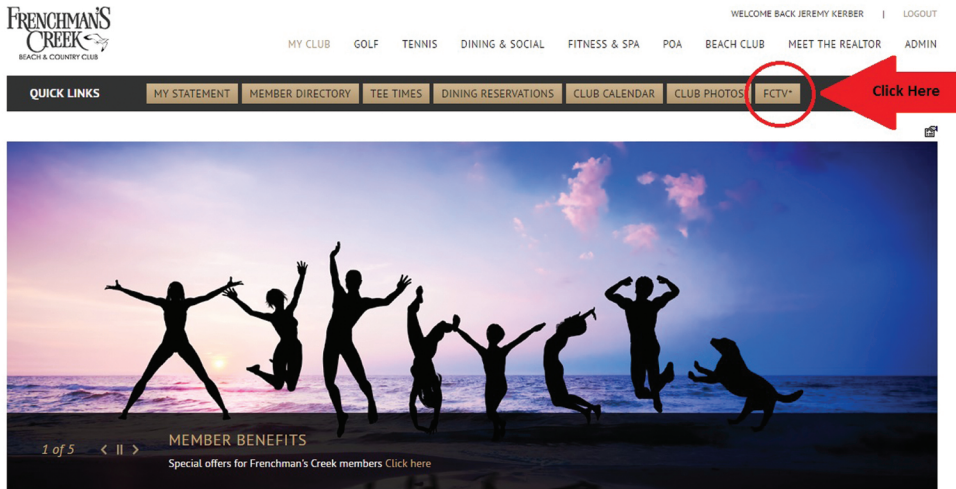 FRENCHMAN'S
CREEK
BEACH & COUNTRY CLUB
WELCOME BACK JEREMY KERBER | LOGOUT
MY CLUB GOLF TENNIS DINING & SOCIAL FITNESS & SPA POA BEACH CLUB MEET THE REALTOR ADMIN
QUICK LINKS MY STATEMENT MEMBER DIRECTORY TEE TIMES DINING RESERVATIONS CLUB CALENDAR CLUB PHOTOS FCTV* Click Here
MEMBER BENEFITS
1 of 5 < || >
Special offers for Frenchman's Creek members Click here